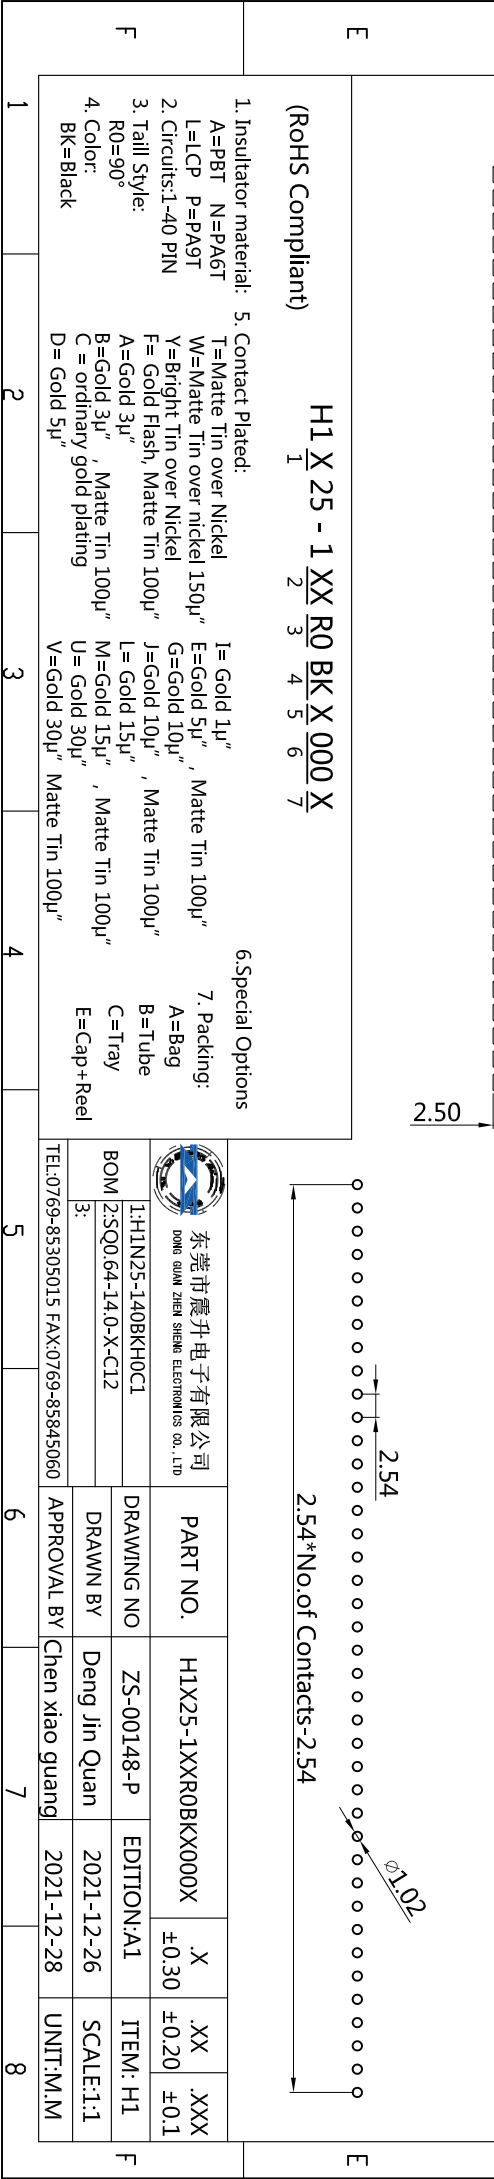 E
F
(RoHS Compliant)
H1 X 25 - 1 XX R0 BK X 000 X
1 2 3 4 5 6 7
1. Insultator material:
A=PBT N=PA6T
L=LCP P=PA9T
2. Circuits:1-40 PIN
3. Taill Style:
R0=90°
4. Color:
BK=Black
5. Contact Plated:
T=Matte Tin over Nickel
W=Matte Tin over nickel 150μ"
Y=Bright Tin over Nickel
F= Gold Flash, Matte Tin 100μ"
A=Gold 3μ"
B=Gold 3μ" , Matte Tin 100μ"
C = ordinary gold plating
D= Gold 5μ"
I= Gold 1μ"
E=Gold 5μ" , Matte Tin 100μ"
G=Gold 10μ"
J=Gold 10μ" , Matte Tin 100μ"
L= Gold 15μ"
M=Gold 15μ" , Matte Tin 100μ"
U= Gold 30μ"
V=Gold 30μ" Matte Tin 100μ"
6.Special Options
7. Packing:
A=Bag
B=Tube
C=Tray
E=Cap+Reel
2.50
2.54
2.54*No.of Contacts-2.54
⌀1.02
东莞市震升电子有限公司
DONG GUAN ZHEN SHENG ELECTRONICS CO., LTD
BOM
1:H1N25-140BKH0C1
2:SQ0.64-14.0-X-C12
3:
TEL:0769-85305015 FAX:0769-85845060
PART NO. H1X25-1XXR0BKX000X
.X .XX .XXX
±0.30 ±0.20 ±0.1
DRAWING NO ZS-00148-P EDITION:A1 ITEM: H1
DRAWN BY Deng Jin Quan 2021-12-26 SCALE:1:1
APPROVAL BY Chen xiao guang 2021-12-28 UNIT:M.M
E
F
1 2 3 4 5 6 7 8